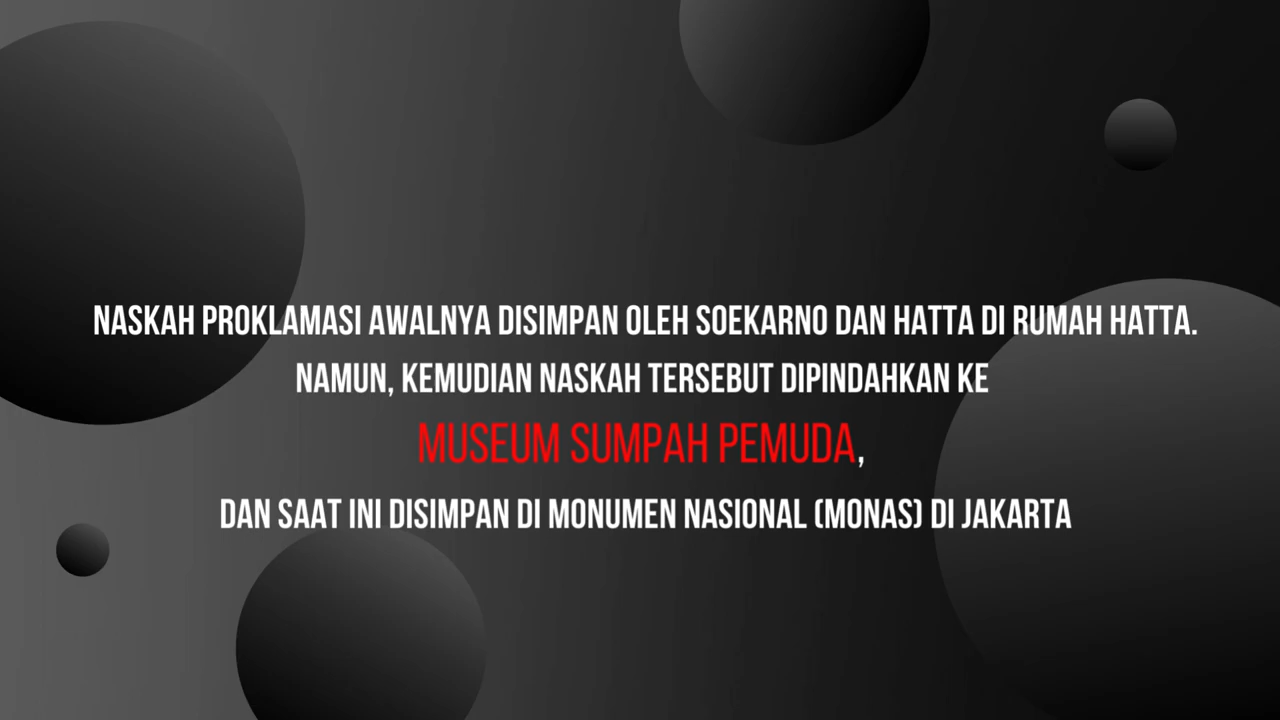 NASKAH PROKLAMASI AWALNYA DISIMPAN OLEH SOEKARNO DAN HATTA DI RUMAH HATTA.
NAMUN, KEMUDIAN NASKAH TERSEBUT DIPINDAHKAN KE
MUSEUM SUMPAH PEMUDA,
DAN SAAT INI DISIMPAN DI MONUMEN NASIONAL (MONAS) DI JAKARTA